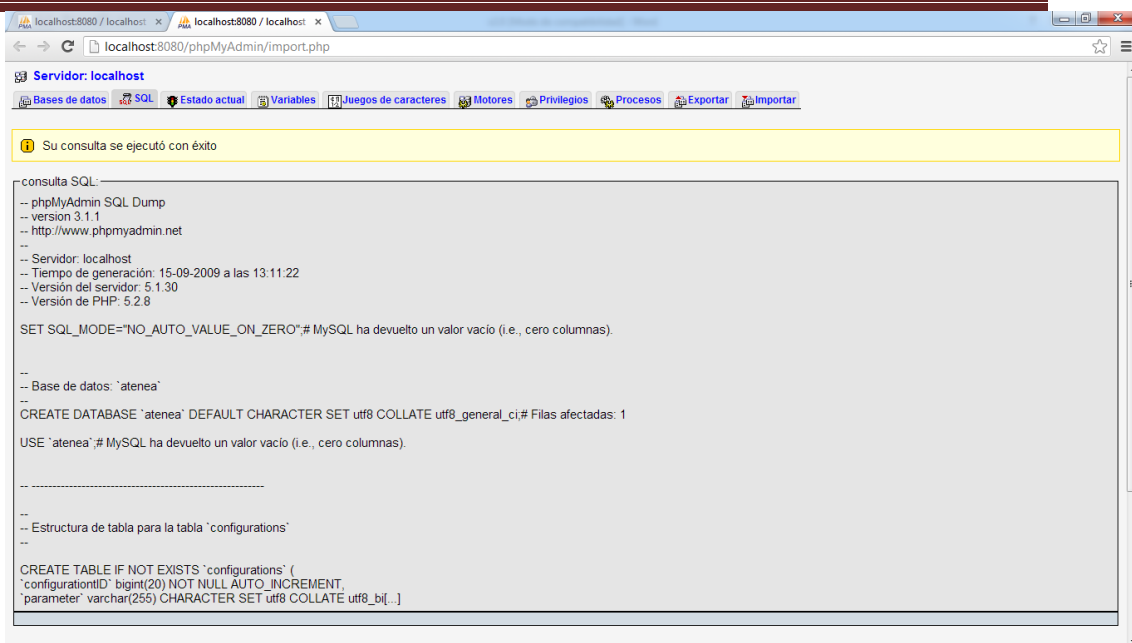 localhost:8080 / localhost
localhost:8080 / localhost
localhost:8080/phpMyAdmin/import.php
Servidor: localhost
Bases de datos SQL Estado actual Variables Juegos de caracteres Motores Privilegios Procesos Exportar Importar
Su consulta se ejecutó con éxito
consulta SQL:
-- phpMyAdmin SQL Dump
-- version 3.1.1
-- http://www.phpmyadmin.net
--
-- Servidor: localhost
-- Tiempo de generación: 15-09-2009 a las 13:11:22
-- Versión del servidor: 5.1.30
-- Versión de PHP: 5.2.8
SET SQL_MODE="NO_AUTO_VALUE_ON_ZERO";# MySQL ha devuelto un valor vacío (i.e., cero columnas).
--
-- Base de datos: `atenea`
--
CREATE DATABASE `atenea` DEFAULT CHARACTER SET utf8 COLLATE utf8_general_ci;# Filas afectadas: 1
USE `atenea`;# MySQL ha devuelto un valor vacío (i.e., cero columnas).
-- --------------------------------------------------------
--
-- Estructura de tabla para la tabla `configurations`
--
CREATE TABLE IF NOT EXISTS `configurations` (
`configurationtID` bigint(20) NOT NULL AUTO_INCREMENT,
`parameter` varchar(255) CHARACTER SET utf8 COLLATE utf8_bi[...]